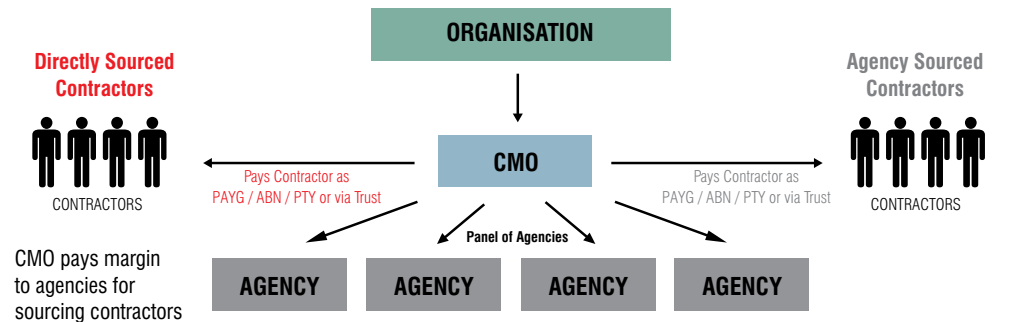 ORGANISATION
Directly Sourced
Contractors
Agency Sourced
Contractors
CMO
Pays Contractor as
PAYG / ABN / PTY or via Trust
Pays Contractor as
PAYG / ABN / PTY or via Trust
CONTRACTORS
CONTRACTORS
Panel of Agencies
CMO pays margin
to agencies for
sourcing contractors
AGENCY
AGENCY
AGENCY
AGENCY